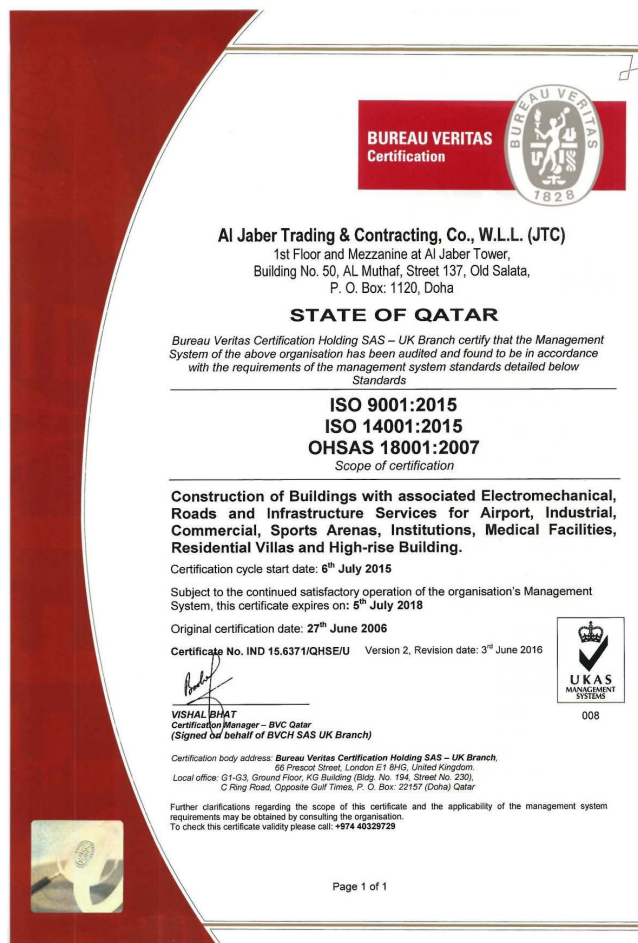 BUREAU VERITAS
Certification
BUREAU VERITAS
1828
Al Jaber Trading & Contracting, Co., W.L.L. (JTC)
1st Floor and Mezzanine at Al Jaber Tower,
Building No. 50, AL Muthaf, Street 137, Old Salata,
P. O. Box: 1120, Doha
STATE OF QATAR
Bureau Veritas Certification Holding SAS – UK Branch certify that the Management
System of the above organisation has been audited and found to be in accordance
with the requirements of the management system standards detailed below
Standards
ISO 9001:2015
ISO 14001:2015
OHSAS 18001:2007
Scope of certification
Construction of Buildings with associated Electromechanical,
Roads and Infrastructure Services for Airport, Industrial,
Commercial, Sports Arenas, Institutions, Medical Facilities,
Residential Villas and High-rise Building.
Certification cycle start date: 6th July 2015
Subject to the continued satisfactory operation of the organisation's Management
System, this certificate expires on: 5th July 2018
Original certification date: 27th June 2006
Certificate No. IND 15.6371/QHSE/U Version 2, Revision date: 3rd June 2016
UKAS
MANAGEMENT
SYSTEMS
008
VISHAL BHAT
Certification Manager – BVC Qatar
(Signed on behalf of BVCH SAS UK Branch)
Certification body address: Bureau Veritas Certification Holding SAS – UK Branch,
66 Prescot Street, London E1 8HG, United Kingdom.
Local office: G1-G3, Ground Floor, KG Building (Bldg. No. 194, Street No. 230),
C Ring Road, Opposite Gulf Times, P. O. Box: 22157 (Doha) Qatar
Further clarifications regarding the scope of this certificate and the applicability of the management system
requirements may be obtained by consulting the organisation.
To check this certificate validity please call: +974 40329729
Page 1 of 1